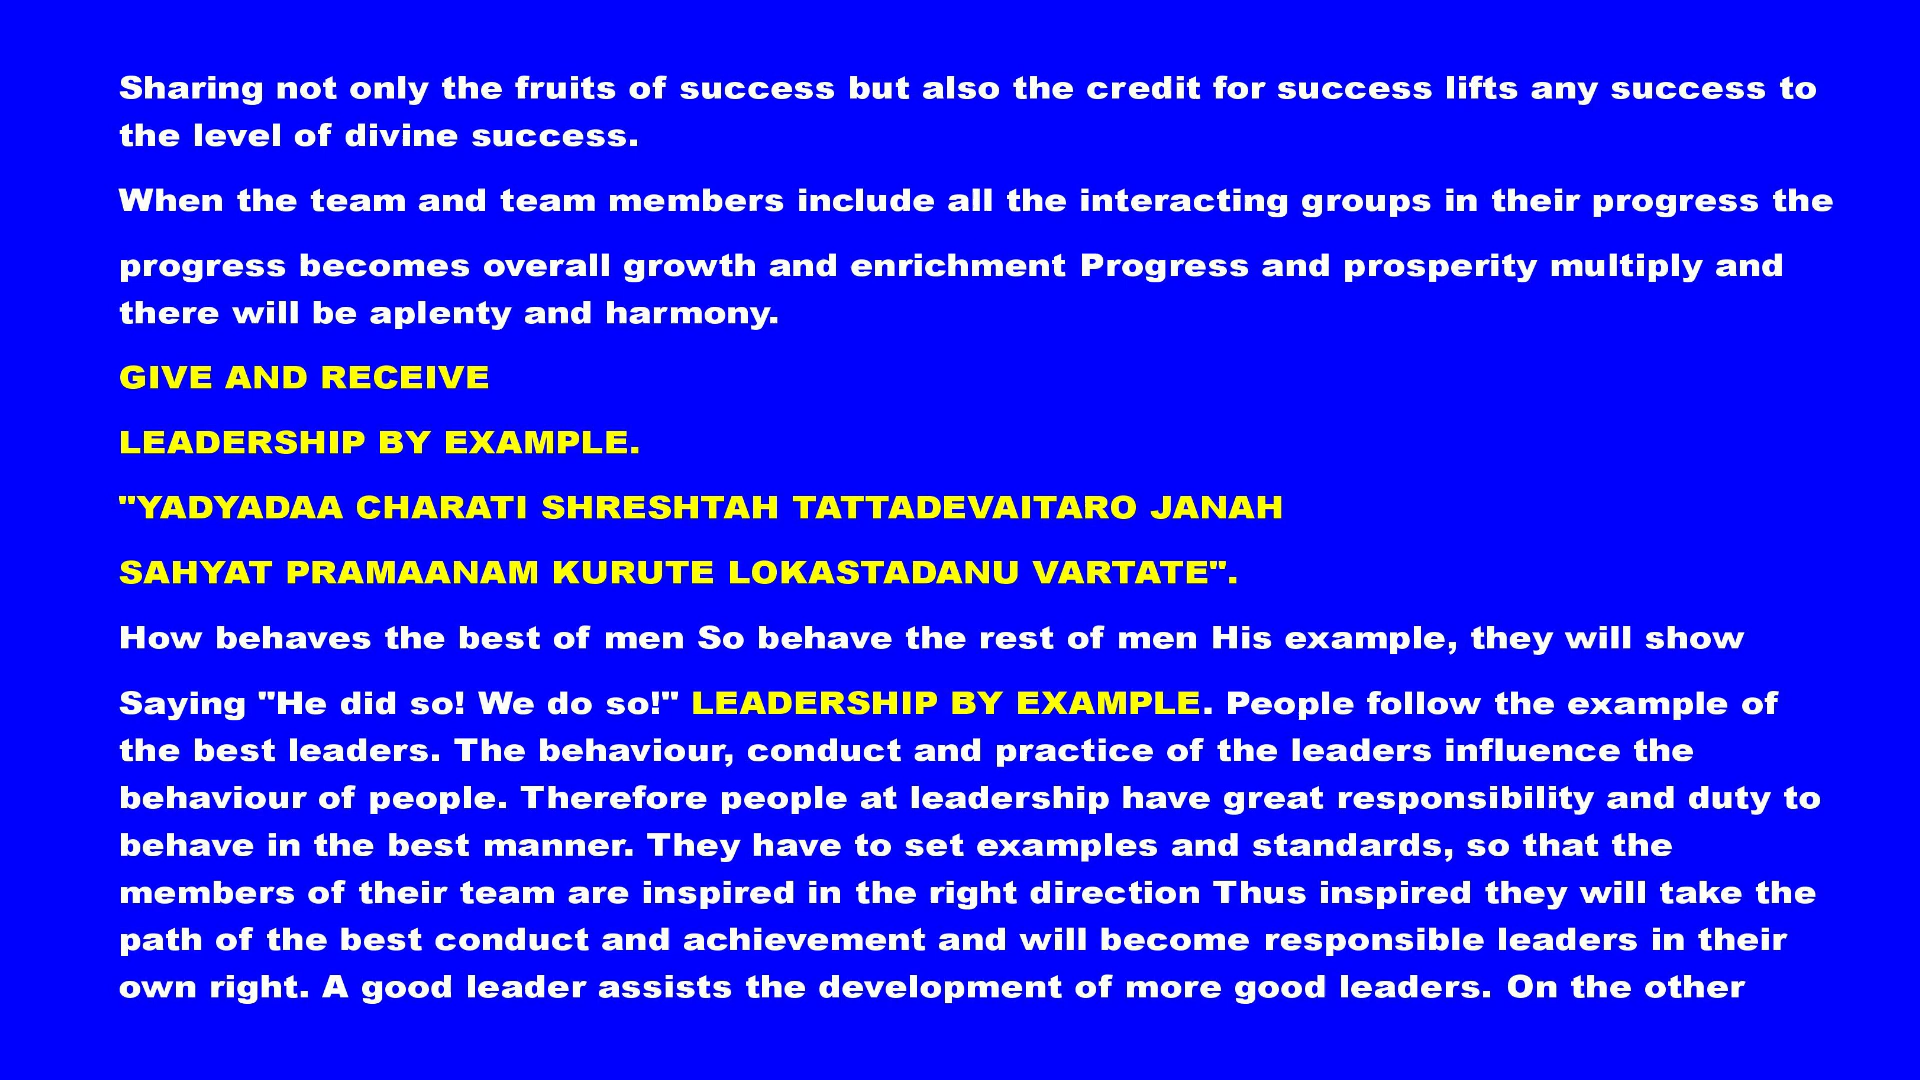 Sharing not only the fruits of success but also the credit for success lifts any success to
the level of divine success.
When the team and team members include all the interacting groups in their progress the
progress becomes overall growth and enrichment Progress and prosperity multiply and
there will be aplenty and harmony.
GIVE AND RECEIVE
LEADERSHIP BY EXAMPLE.
"YADYADAA CHARATI SHRESHTAH TATTADEVAITARO JANAH
SAHYAT PRAMAANAM KURUTE LOKASTADANU VARTATE".
How behaves the best of men So behave the rest of men His example, they will show
Saying "He did so! We do so!" LEADERSHIP BY EXAMPLE. People follow the example of
the best leaders. The behaviour, conduct and practice of the leaders influence the
behaviour of people. Therefore people at leadership have great responsibility and duty to
behave in the best manner. They have to set examples and standards, so that the
members of their team are inspired in the right direction Thus inspired they will take the
path of the best conduct and achievement and will become responsible leaders in their
own right. A good leader assists the development of more good leaders. On the other